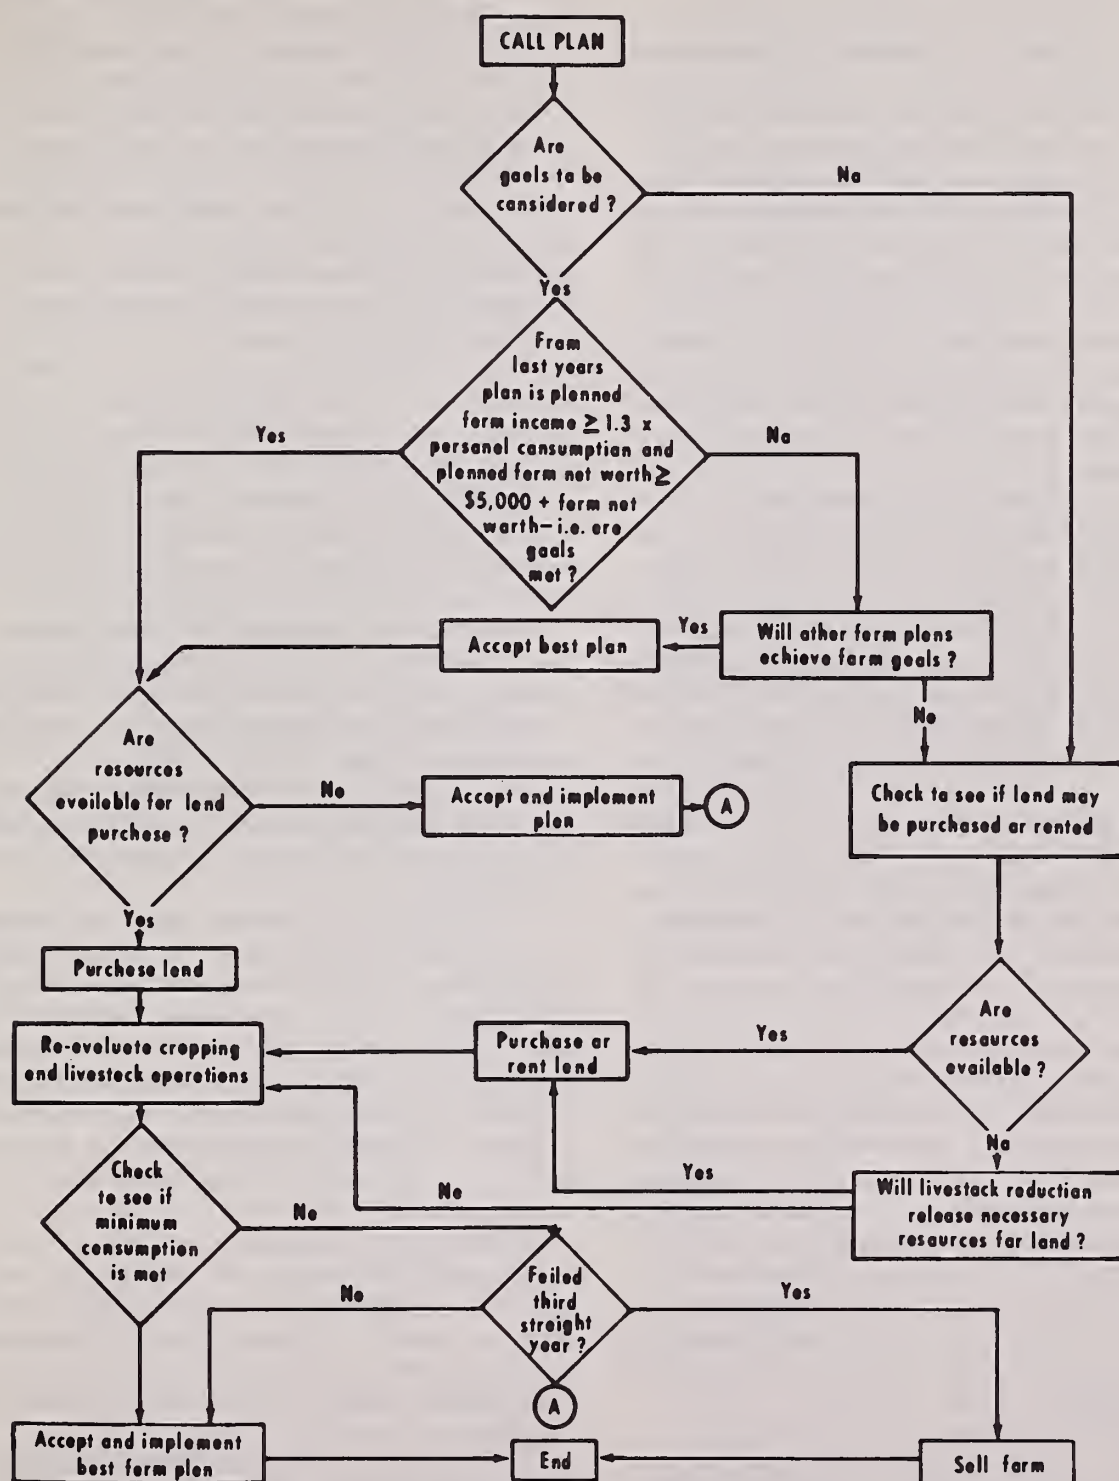 CALL PLAN
Are
goals to be
considered ?
No
Yes
From
last years
plan is planned
farm income ≥ 1.3 x
personal consumption and
planned farm net worth ≥
$5,000 + farm net
worth—i.e. are
goals
met ?
Yes
No
Accept best plan
Yes
Will other farm plans
achieve farm goals ?
No
Are
resources
available for land
purchase ?
No
Accept and implement
plan
A
Check to see if land may
be purchased or rented
Yes
Purchase land
Re-evaluate cropping
and livestock operations
Purchase or
rent land
Yes
Are
resources
available ?
No
Check
to see if
minimum
consumption
is met
No
Yes
No
Will livestock reduction
release necessary
resources for land ?
No
Failed
third
straight
year ?
Yes
A
Accept and implement
best farm plan
End
Sell farm